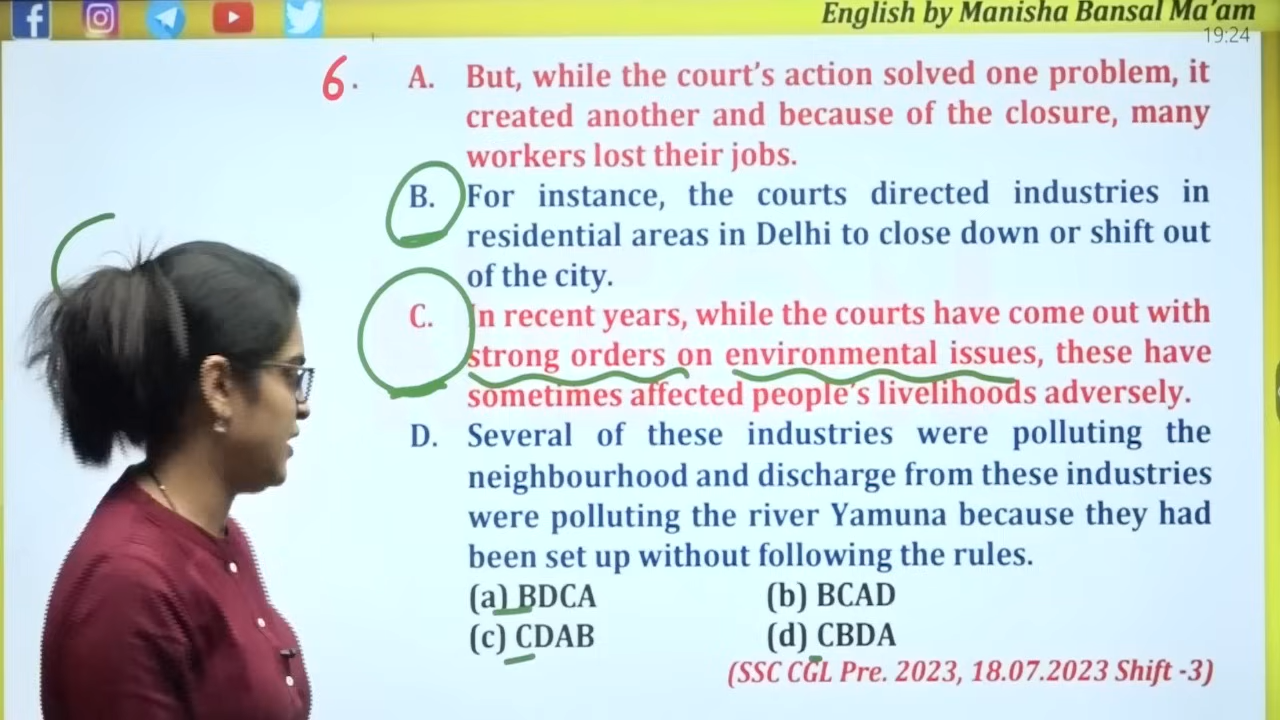 English by Manisha Bansal Ma'am
19:24
6. A. But, while the court's action solved one problem, it
created another and because of the closure, many
workers lost their jobs.
B. For instance, the courts directed industries in
residential areas in Delhi to close down or shift out
of the city.
C. In recent years, while the courts have come out with
strong orders on environmental issues, these have
sometimes affected people's livelihoods adversely.
D. Several of these industries were polluting the
neighbourhood and discharge from these industries
were polluting the river Yamuna because they had
been set up without following the rules.
(a) BDCA (b) BCAD
(c) CDAB (d) CBDA
(SSC CGL Pre. 2023, 18.07.2023 Shift -3)